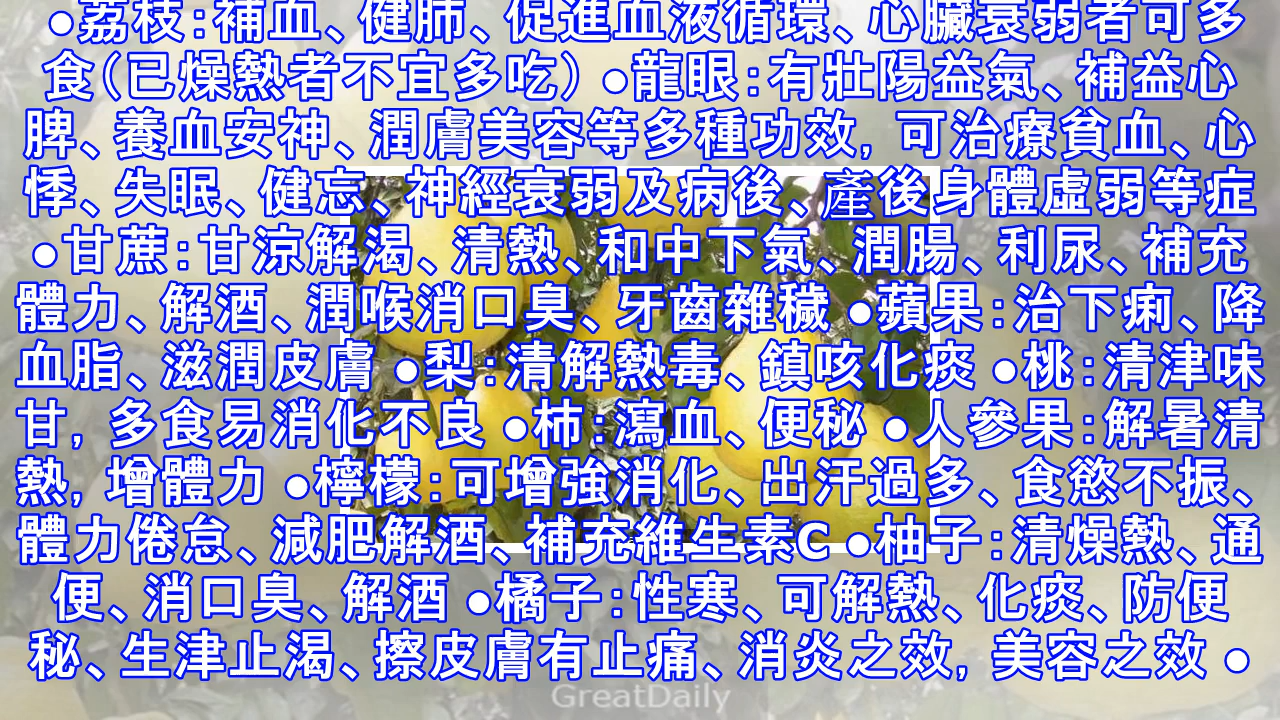 ●荔枝：補血、健肺、促進血液循環、心臟衰弱者可多
食（已燥熱者不宜多吃） ●龍眼：有壯陽益氣、補益心
脾、養血安神、潤膚美容等多種功效, 可治療貧血、心
悸、失眠、健忘、神經衰弱及病後、產後身體虛弱等症
●甘蔗：甘涼解渴、清熱、和中下氣、潤腸、利尿、補充
體力、解酒、潤喉消口臭、牙齒雜穢 ●蘋果：治下痢、降
血脂、滋潤皮膚 ●梨：清解熱毒、鎮咳化痰 ●桃：清津味
甘, 多食易消化不良 ●柿：瀉血、便秘 ●人參果：解暑清
熱, 增體力 ●檸檬：可增強消化、出汗過多、食慾不振、
體力倦怠、減肥解酒、補充維生素C ●柚子：清燥熱、通
便、消口臭、解酒 ●橘子：性寒、可解熱、化痰、防便
秘、生津止渴、擦皮膚有止痛、消炎之效, 美容之效 ●
GreatDaily